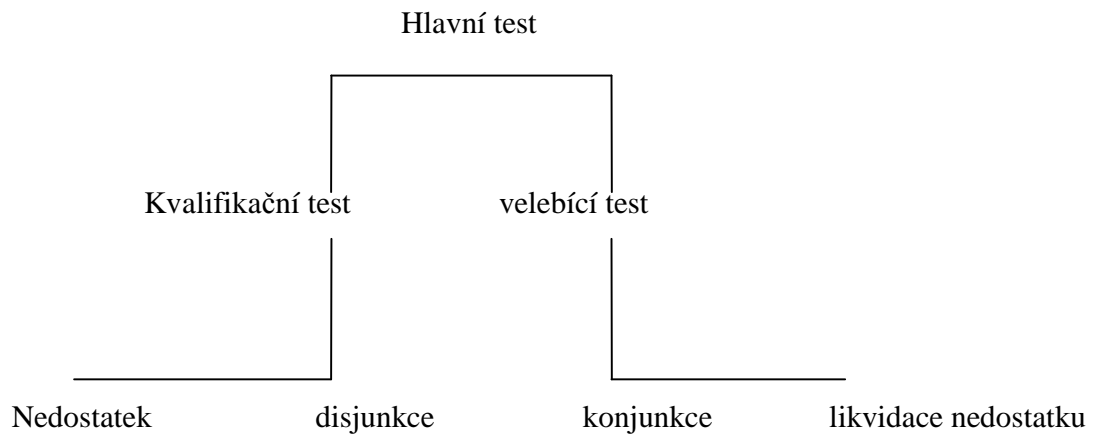 Hlavní test
Kvalifikační test velebící test
Nedostatek disjunkce konjunkce likvidace nedostatku